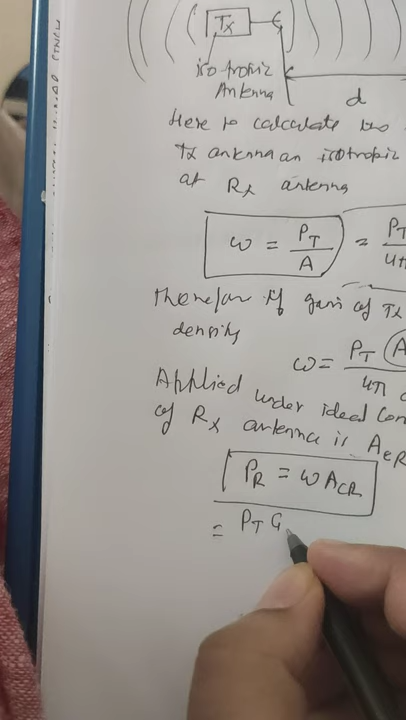 Tx
isotropic
Antenna
d
Here to calculate
Tx antenna an isotropic
at Rx antenna
ω = PT / A = PT / 4π
therefore if gain of Tx
density
ω = PT / 4π
Applied under ideal con
of Rx antenna is AeR
PR = ω AeR
= PT G